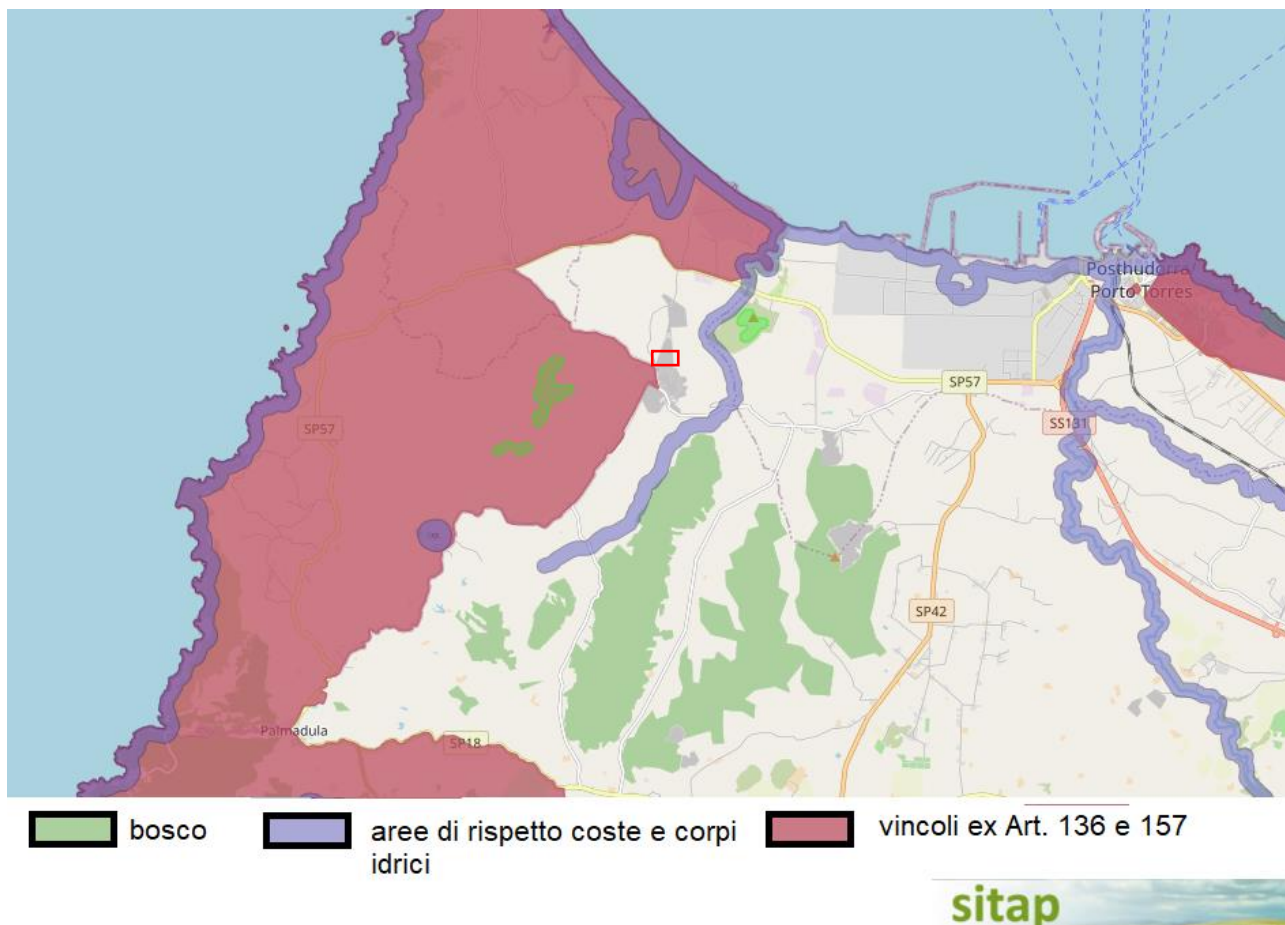 Posthudorra/
Porto Torres
SP57
SP57
SS131
SP42
Palmadula
SP18
bosco
aree di rispetto coste e corpi
idrici
vincoli ex Art. 136 e 157
sitap